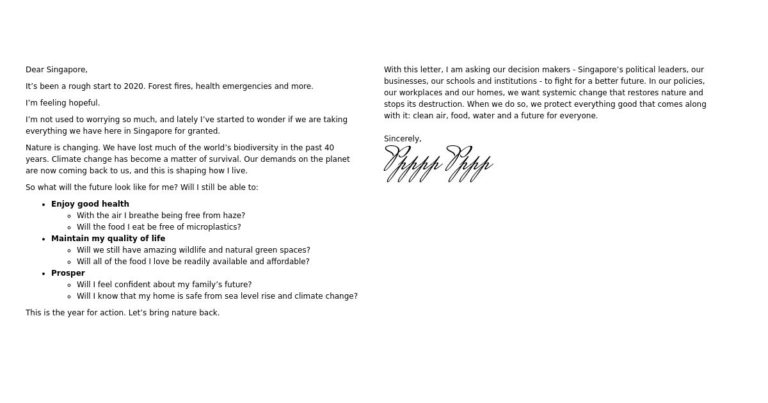 Dear Singapore,
It's been a rough start to 2020. Forest fires, health emergencies and more.
I'm feeling hopeful.
I'm not used to worrying so much, and lately I've started to wonder if we are taking
everything we have here in Singapore for granted.
Nature is changing. We have lost much of the world's biodiversity in the past 40
years. Climate change has become a matter of survival. Our demands on the planet
are now coming back to us, and this is shaping how I live.
So what will the future look like for me? Will I still be able to:
• Enjoy good health
◦ With the air I breathe being free from haze?
◦ Will the food I eat be free of microplastics?
• Maintain my quality of life
◦ Will we still have amazing wildlife and natural green spaces?
◦ Will all of the food I love be readily available and affordable?
• Prosper
◦ Will I feel confident about my family's future?
◦ Will I know that my home is safe from sea level rise and climate change?
This is the year for action. Let's bring nature back.
With this letter, I am asking our decision makers - Singapore's political leaders, our
businesses, our schools and institutions - to fight for a better future. In our policies,
our workplaces and our homes, we want systemic change that restores nature and
stops its destruction. When we do so, we protect everything good that comes along
with it: clean air, food, water and a future for everyone.
Sincerely,
Pppp Ppp